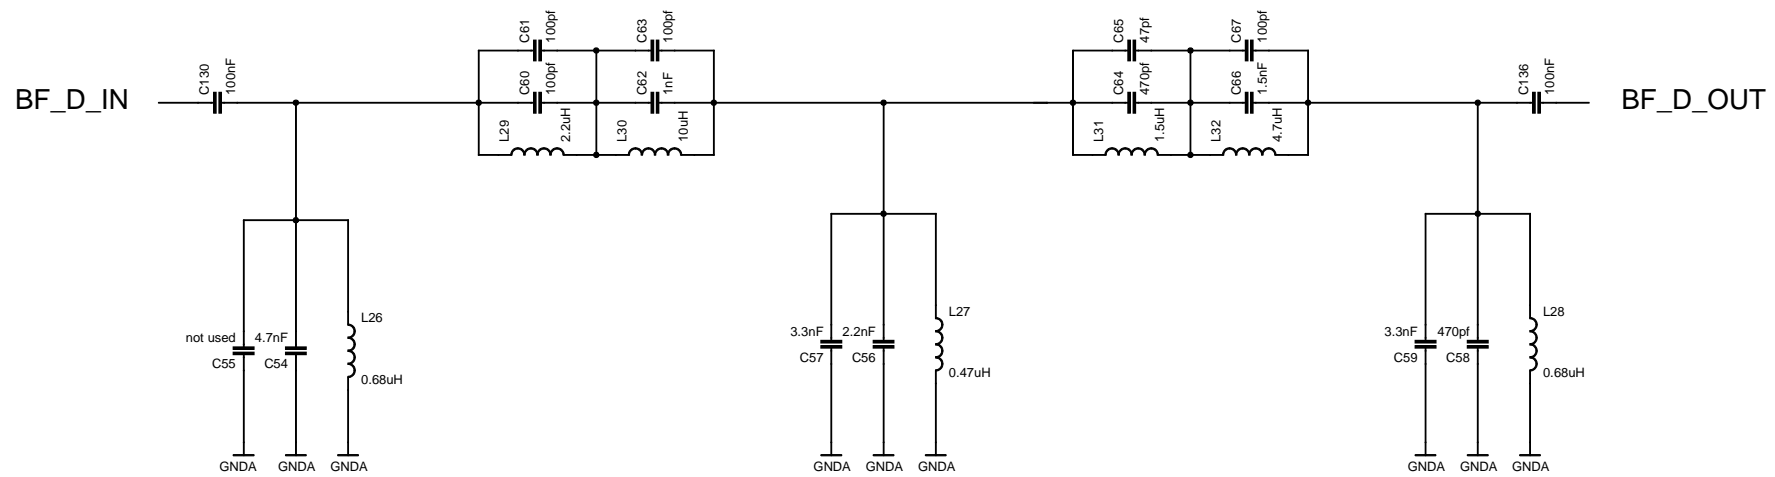 BF_D_IN
C130
100nF
C61
100pf
C63
100pf
C60
100pf
C62
1nF
L29
2.2uH
L30
10uH
C65
47pf
C67
100pf
C64
470pf
C66
1.5nF
L31
1.5uH
L32
4.7uH
C136
100nF
BF_D_OUT
not used
C55
4.7nF
C54
L26
0.68uH
GNDA GNDA GNDA
3.3nF
C57
2.2nF
C56
L27
0.47uH
GNDA GNDA GNDA
3.3nF
C59
470pf
C58
L28
0.68uH
GNDA GNDA GNDA